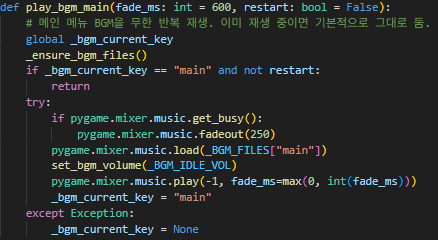 def play_bgm_main(fade_ms: int = 600, restart: bool = False):
    # 메인 메뉴 BGM을 무한 반복 재생. 이미 재생 중이면 기본적으로 그대로 둠.
    global _bgm_current_key
    _ensure_bgm_files()
    if _bgm_current_key == "main" and not restart:
        return
    try:
        if pygame.mixer.music.get_busy():
            pygame.mixer.music.fadeout(250)
        pygame.mixer.music.load(_BGM_FILES["main"])
        set_bgm_volume(_BGM_IDLE_VOL)
        pygame.mixer.music.play(-1, fade_ms=max(0, int(fade_ms)))
        _bgm_current_key = "main"
    except Exception:
        _bgm_current_key = None